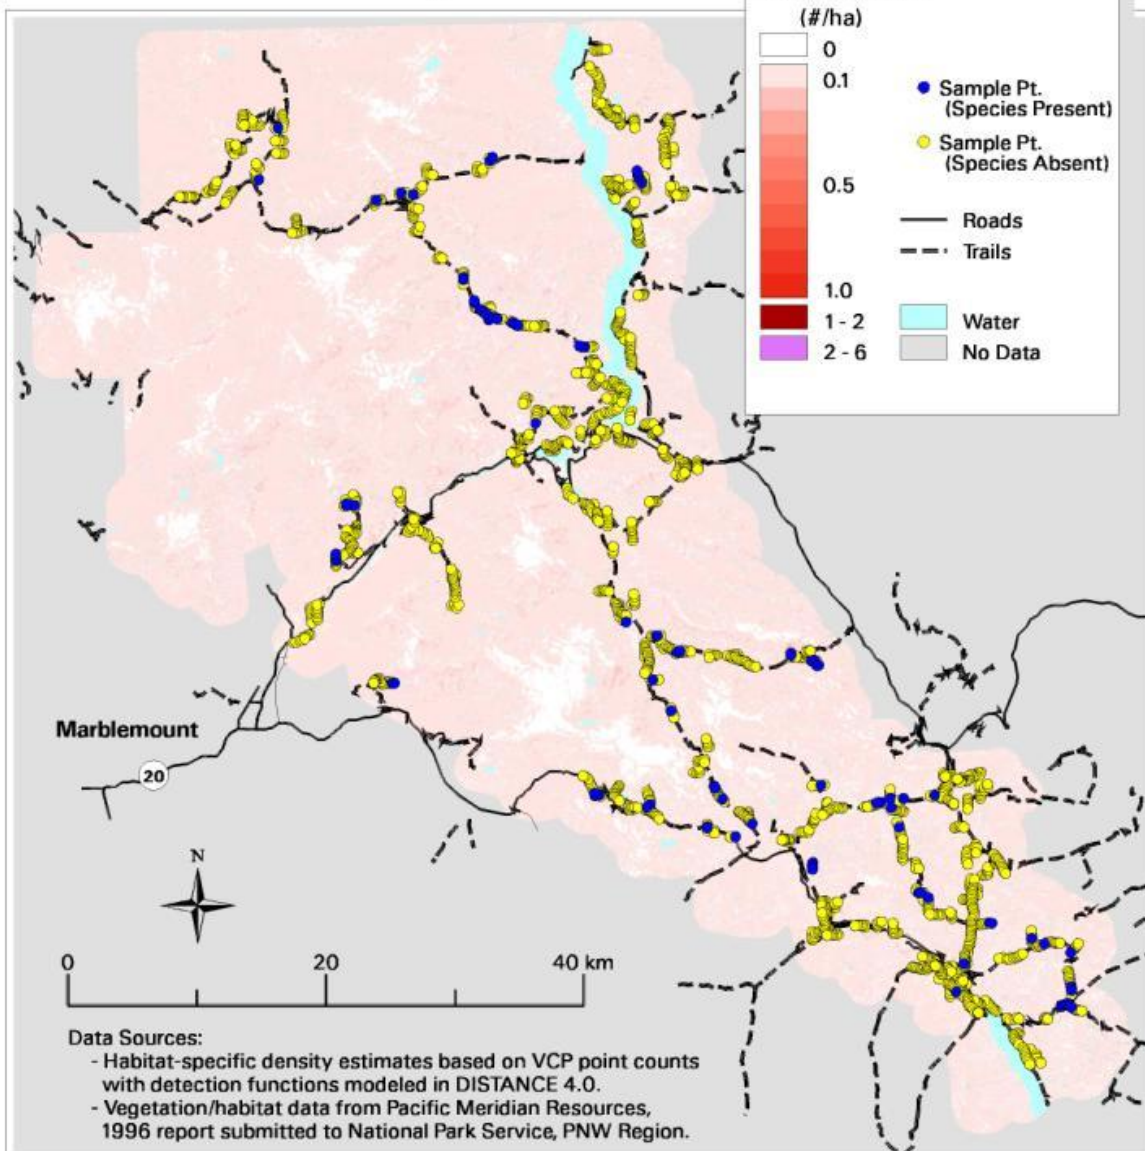 (#/ha)
0
0.1
0.5
1.0
1 - 2
2 - 6
Sample Pt.
(Species Present)
Sample Pt.
(Species Absent)
Roads
Trails
Water
No Data
Marblemount
20
N
0 20 40 km
Data Sources:
- Habitat-specific density estimates based on VCP point counts
with detection functions modeled in DISTANCE 4.0.
- Vegetation/habitat data from Pacific Meridian Resources,
1996 report submitted to National Park Service, PNW Region.